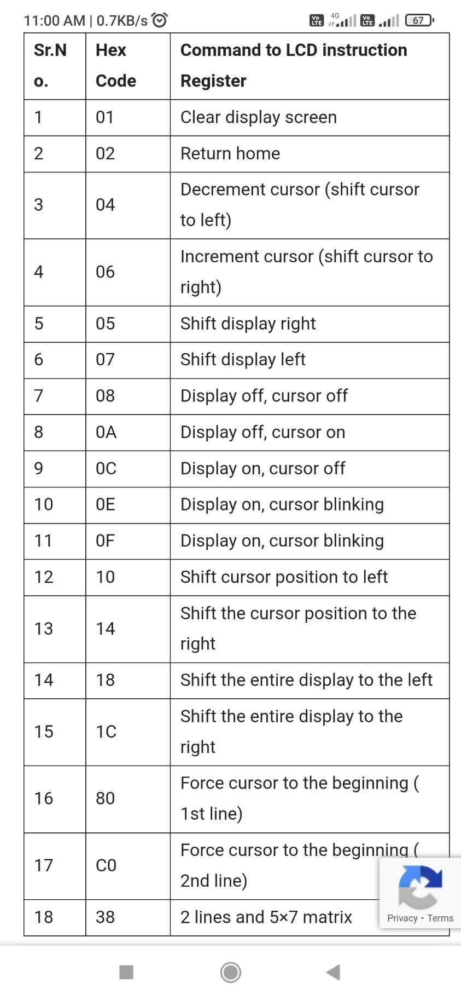 11:00 AM | 0.7KB/s
Vo LTE 4G Vo LTE 67
Sr.N Hex Command to LCD instruction
o. Code Register
1 01 Clear display screen
2 02 Return home
3 04 Decrement cursor (shift cursor
to left)
4 06 Increment cursor (shift cursor to
right)
5 05 Shift display right
6 07 Shift display left
7 08 Display off, cursor off
8 0A Display off, cursor on
9 0C Display on, cursor off
10 0E Display on, cursor blinking
11 0F Display on, cursor blinking
12 10 Shift cursor position to left
13 14 Shift the cursor position to the
right
14 18 Shift the entire display to the left
15 1C Shift the entire display to the
right
16 80 Force cursor to the beginning (
1st line)
17 C0 Force cursor to the beginning (
2nd line)
18 38 2 lines and 5×7 matrix
Privacy - Terms